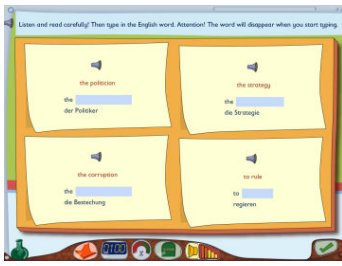 Listen and read carefully! Then type in the English word. Attention! The word will disappear when you start typing.
the politician
the
der Politiker
the strategy
the
die Strategie
the corruption
the
die Bestechung
to rule
to
regieren